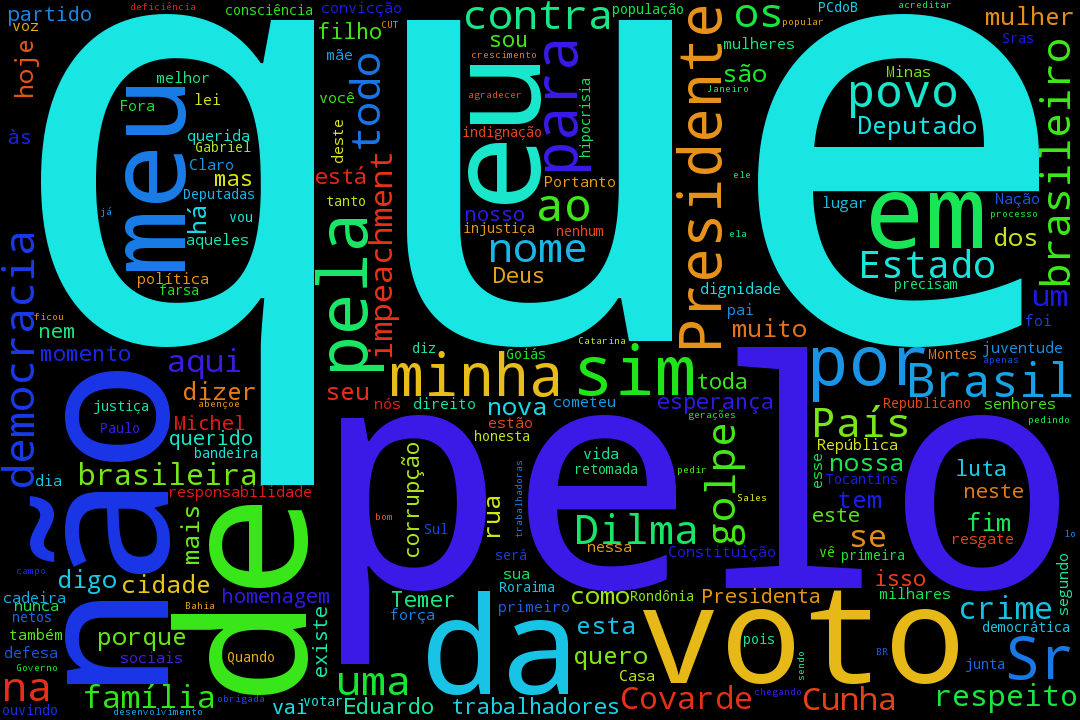 partido
deficiência
consciência
convicção
CUT
contra
população
os
PCdoB
acreditar
mulher
voz
que
filho
sou
popular
Sras
hoje
mãe
crescimento
mulheres
melhor
Fora
lei
meu
você
todo
agradecer
eu
para
hipocrisia
são
Janeiro
Presidente
Minas
povo
Deputado
brasileiro
às
querida
Gabriel
Claro
mas
Deputadas
deste
indignação
está
Portanto
ele
tanto
nosso
ao
lugar
em
Nação
processo
já
há
vou
aqueles
injustiça
nenhum
nome
ela
dos
Deus
Estado
precisam
política
farsa
pela
impeachment
dignidade
um
democracia
ficou
nem
pai
muito
foi
momento
aqui
diz
Goiás
Catarina
sim
por
Montes
juventude
apenas
minha
toda
Brasil
dizer
seu
nós
direito
nova
cometeu
esperança
Republicano
senhores
não
justiça
Paulo
abençoe
Michel
querido
bandeira
estão
honesta
gerações
País
República
pedindo
dia
brasileira
corrupção
vida
retomada
pedir
golpe
esse
nossa
Tocantins
luta
responsabilidade
de
pelo
trabalhadoras
Sales
tem
neste
mais
bom
Sul
rua
Dilma
nessa
este
se
fim
resgate
lo
campo
digo
cidade
será
Constituição
vê
primeira
isso
segundo
cadeira
nunca
netos
Bahia
homenagem
sua
Roraima
Temer
força
primeiro
como
Rondônia
Presidenta
milhares
crime
democrática
também
porque
existe
da
esta
voto
pois
defesa
sociais
Quando
quero
BR
junta
Sr
Governo
Casa
sendo
na
família
obrigada
uma
Covarde
chegando
Cunha
respeito
ouvindo
desenvolvimento
vai
votar
Eduardo
trabalhadores